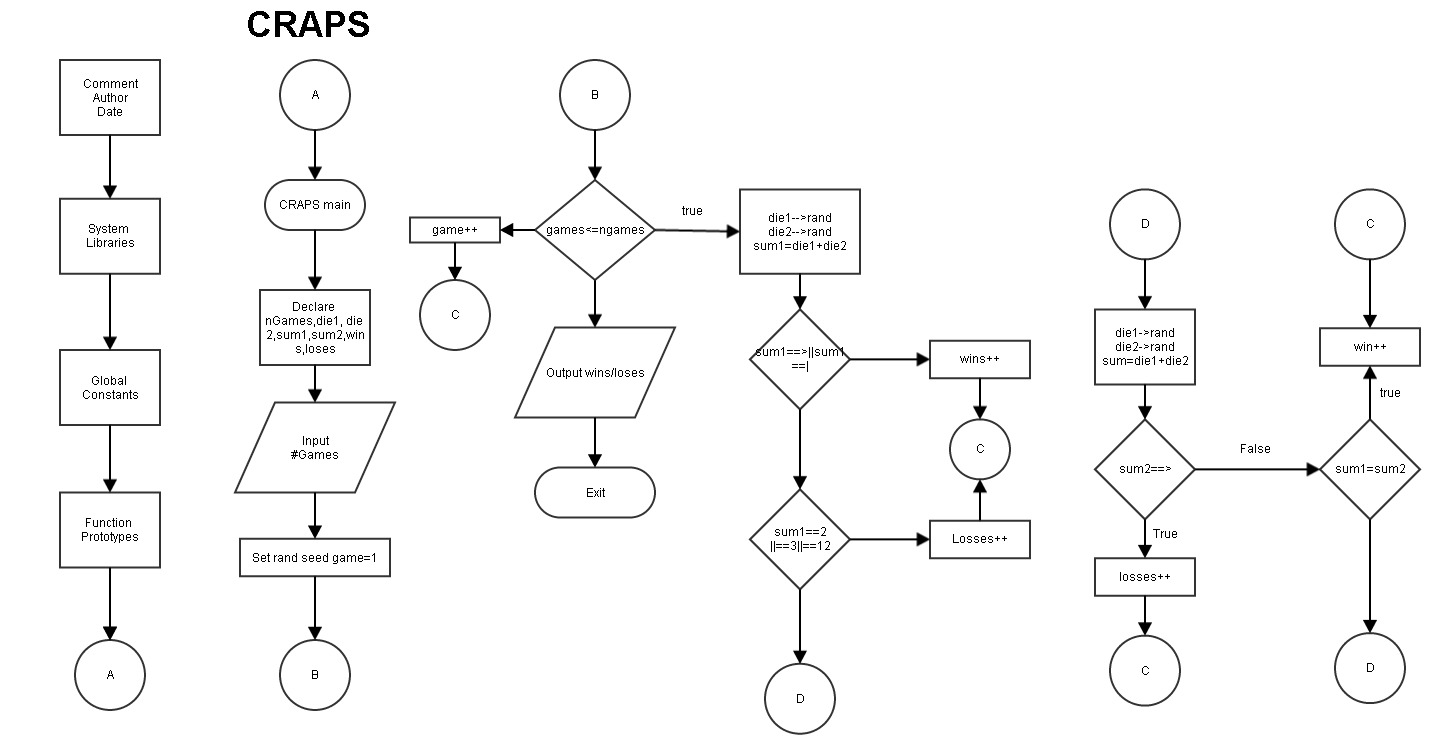 CRAPS
Comment
Author
Date
System
Libraries
Global
Constants
Function
Prototypes
A
A
CRAPS main
Declare
nGames,die1, die
2,sum1,sum2,win
s,loses
Input
#Games
Set rand seed game=1
B
B
games<=ngames
true
game++
C
Output wins/loses
Exit
die1-->rand
die2-->rand
sum1=die1+die2
sum1==>||sum1
==|
wins++
C
sum1==2
||==3||==12
Losses++
D
D
die1->rand
die2->rand
sum=die1+die2
sum2==>
False
True
losses++
C
C
win++
true
sum1=sum2
D